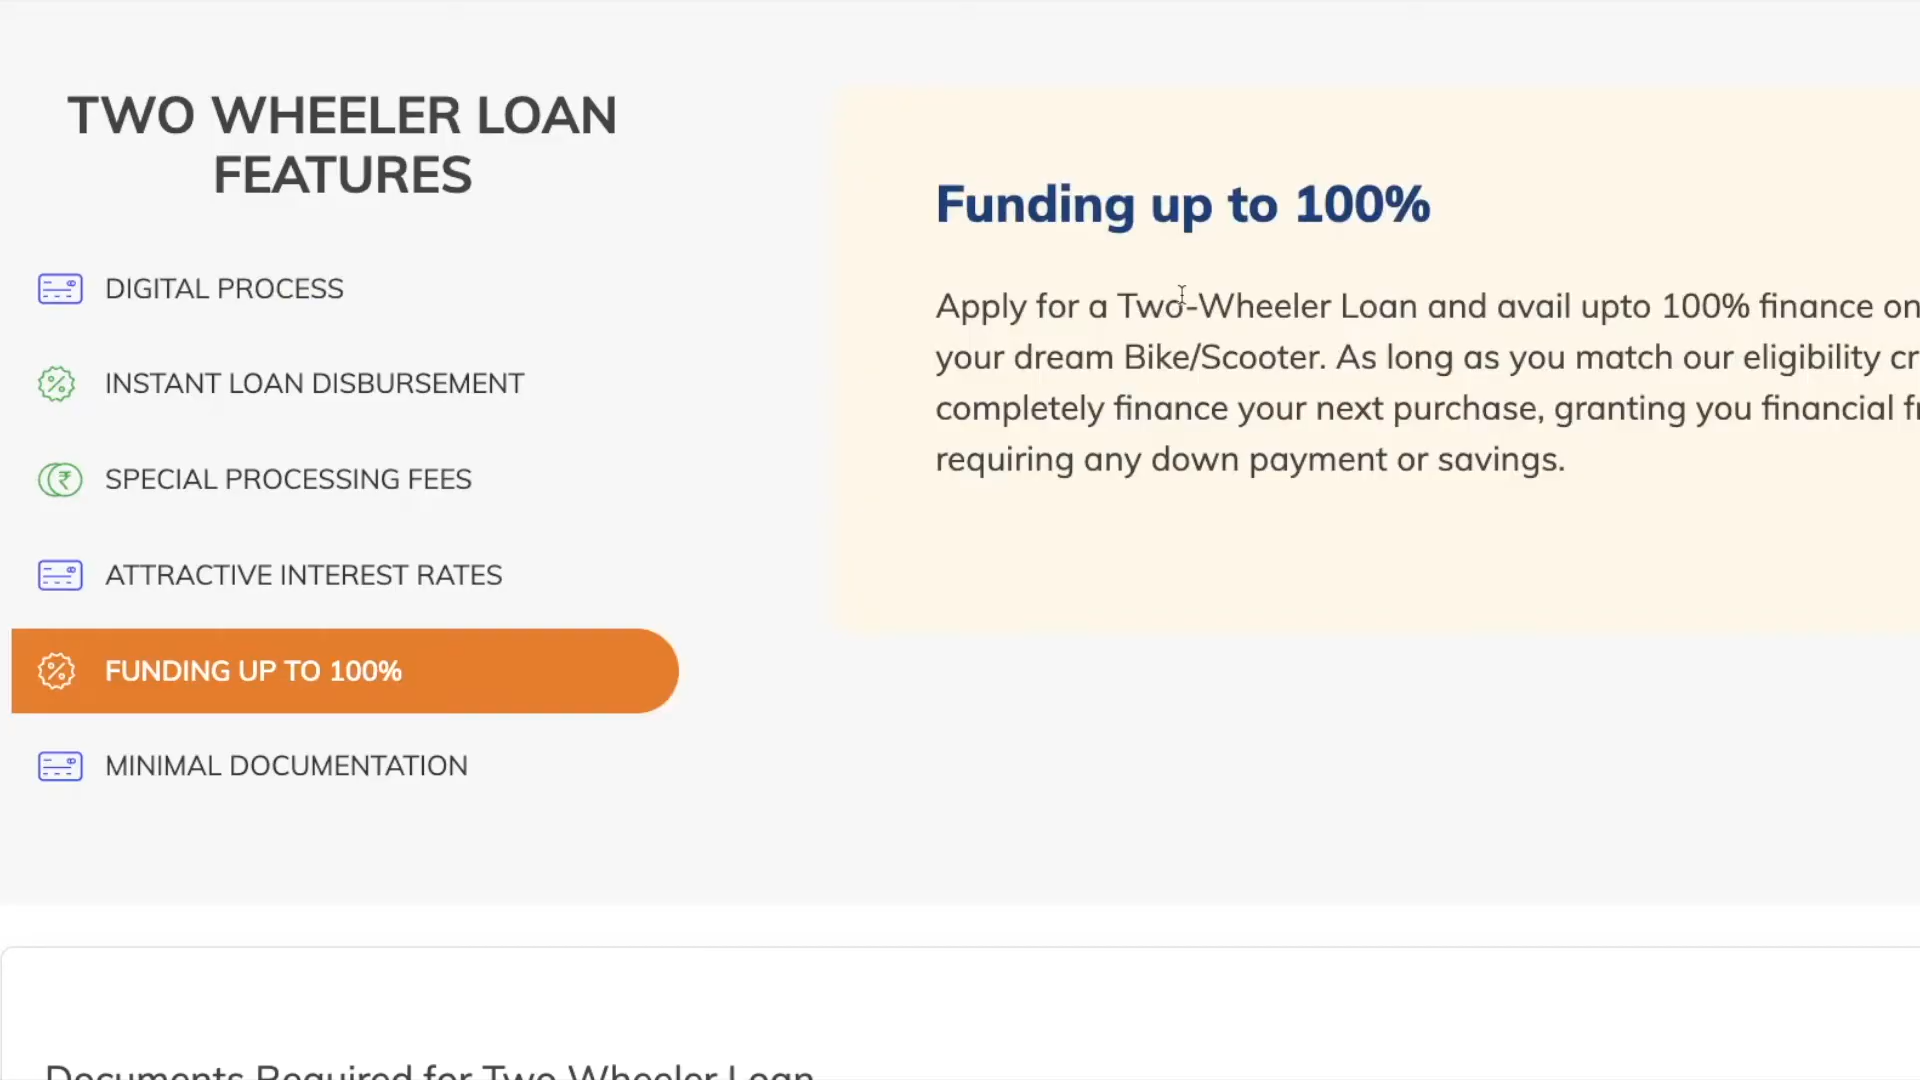 TWO WHEELER LOAN
FEATURES
DIGITAL PROCESS
INSTANT LOAN DISBURSEMENT
SPECIAL PROCESSING FEES
ATTRACTIVE INTEREST RATES
FUNDING UP TO 100%
MINIMAL DOCUMENTATION
Funding up to 100%
Apply for a Two-Wheeler Loan and avail upto 100% finance on
your dream Bike/Scooter. As long as you match our eligibility
completely finance your next purchase, granting you financial
requiring any down payment or savings.
Documents Required for Two Wheeler Loan